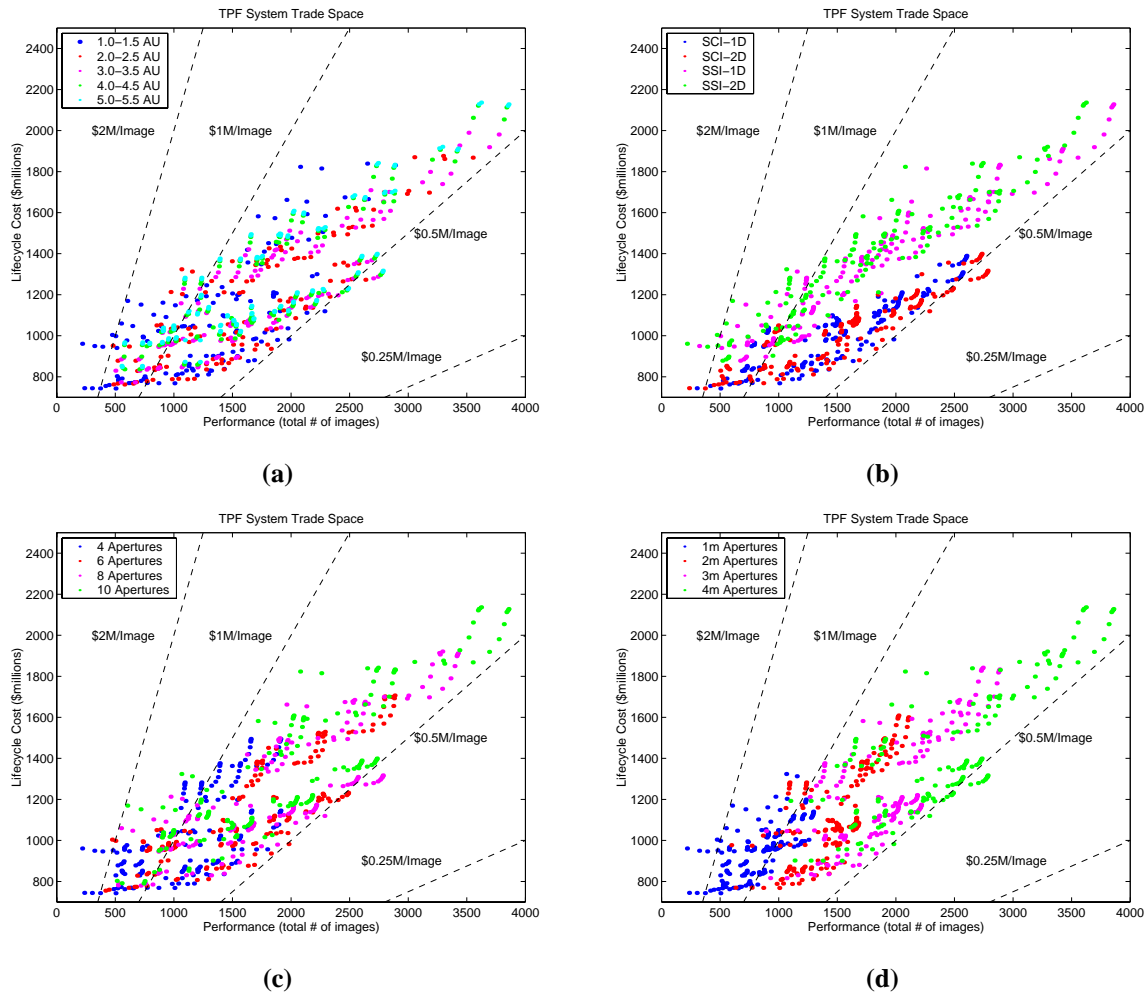 TPF System Trade Space
2400
2200
2000
1800
1600
1400
1200
1000
800
Lifecycle Cost ($millions)
1.0−1.5 AU
2.0−2.5 AU
3.0−3.5 AU
4.0−4.5 AU
5.0−5.5 AU
$2M/Image
$1M/Image
$0.5M/Image
$0.25M/Image
0 500 1000 1500 2000 2500 3000 3500 4000
Performance (total # of images)
(a)
TPF System Trade Space
2400
2200
2000
1800
1600
1400
1200
1000
800
Lifecycle Cost ($millions)
SCI−1D
SCI−2D
SSI−1D
SSI−2D
$2M/Image
$1M/Image
$0.5M/Image
$0.25M/Image
0 500 1000 1500 2000 2500 3000 3500 4000
Performance (total # of images)
(b)
TPF System Trade Space
2400
2200
2000
1800
1600
1400
1200
1000
800
Lifecycle Cost ($millions)
4 Apertures
6 Apertures
8 Apertures
10 Apertures
$2M/Image
$1M/Image
$0.5M/Image
$0.25M/Image
0 500 1000 1500 2000 2500 3000 3500 4000
Performance (total # of images)
(c)
TPF System Trade Space
2400
2200
2000
1800
1600
1400
1200
1000
800
Lifecycle Cost ($millions)
1m Apertures
2m Apertures
3m Apertures
4m Apertures
$2M/Image
$1M/Image
$0.5M/Image
$0.25M/Image
0 500 1000 1500 2000 2500 3000 3500 4000
Performance (total # of images)
(d)